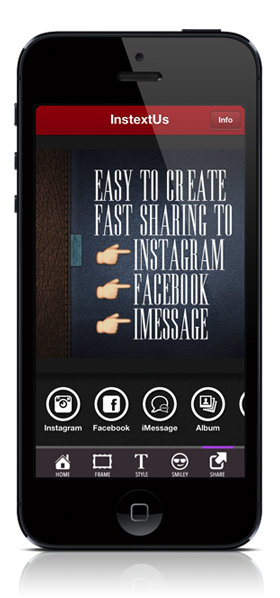 InstextUs
Info
EASY TO CREATE
FAST SHARING TO
INSTAGRAM
FACEBOOK
IMESSAGE
Instagram
Facebook
iMessage
Album
HOME
FRAME
STYLE
SMILEY
SHARE